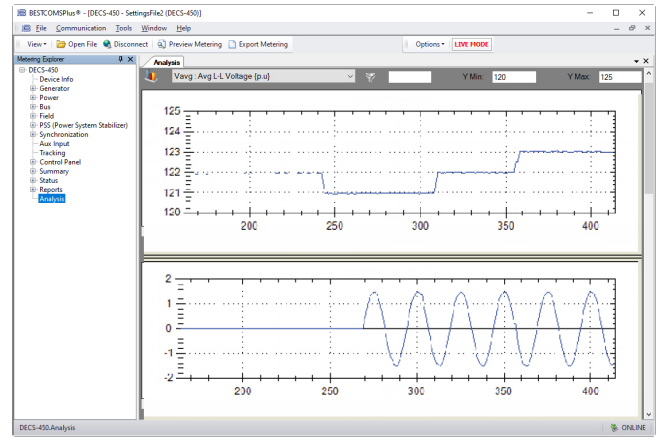 BESTCOMSPlus® - [DECS-450 - SettingsFile2 (DECS-450)]
File Communication Tools Window Help
View Open File Disconnect Preview Metering Export Metering Options LIVE MODE
Metering Explorer
DECS-450
Device Info
Generator
Power
Bus
Field
PSS (Power System Stabilizer)
Synchronization
Aux Input
Tracking
Control Panel
Summary
Status
Reports
Analysis
Analysis
Vavg : Avg L-L Voltage {p.u} Y Min: 120 Y Max: 125
125
124
123
122
121
120
200 250 300 350 400
2
1
0
-1
-2
200 250 300 350 400
DECS-450.Analysis ONLINE